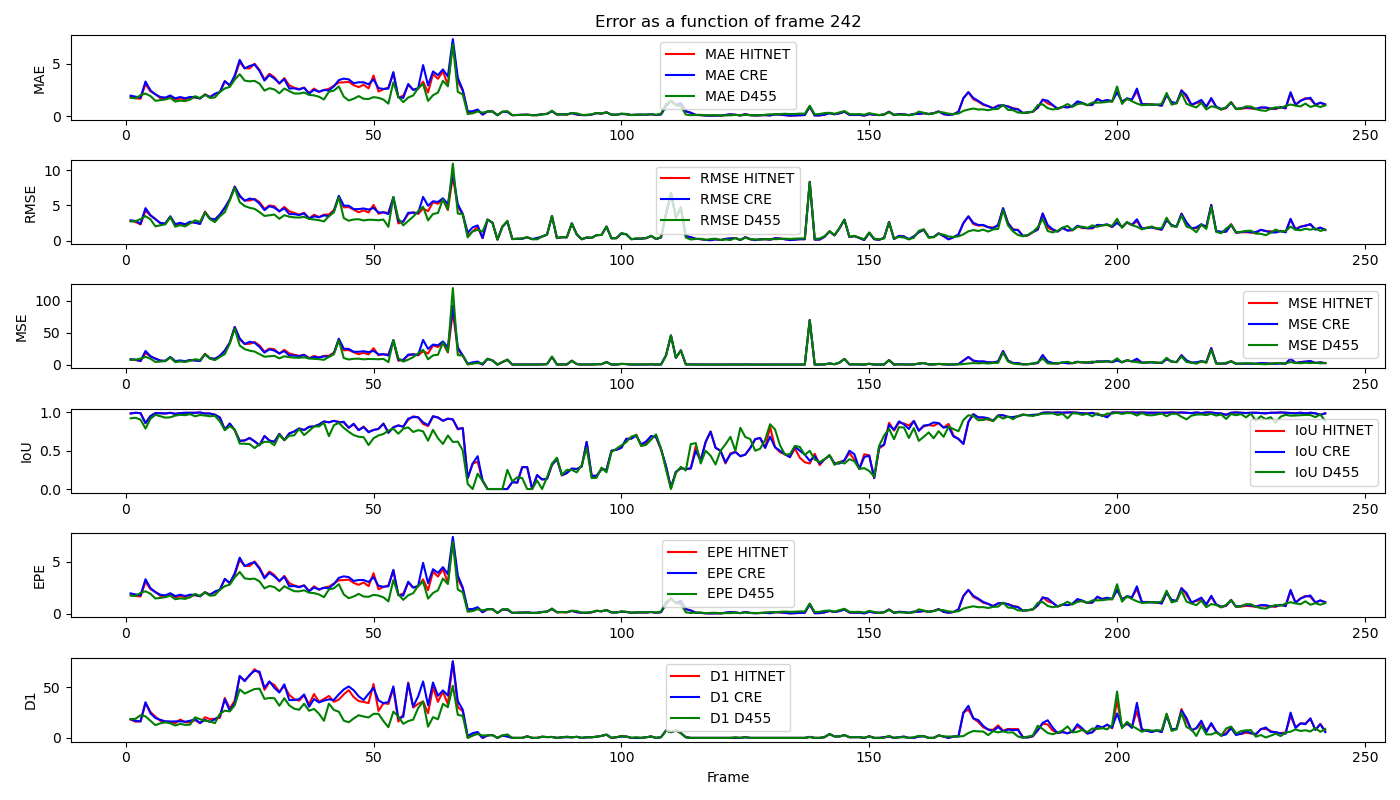 Error as a function of frame 242
MAE
5
0
MAE HITNET
MAE CRE
MAE D455
0 50 100 150 200 250
RMSE
10
5
0
RMSE HITNET
RMSE CRE
RMSE D455
0 50 100 150 200 250
MSE
100
50
0
MSE HITNET
MSE CRE
MSE D455
0 50 100 150 200 250
IoU
1.0
0.5
0.0
IoU HITNET
IoU CRE
IoU D455
0 50 100 150 200 250
EPE
5
0
EPE HITNET
EPE CRE
EPE D455
0 50 100 150 200 250
D1
50
0
D1 HITNET
D1 CRE
D1 D455
0 50 100 150 200 250
Frame